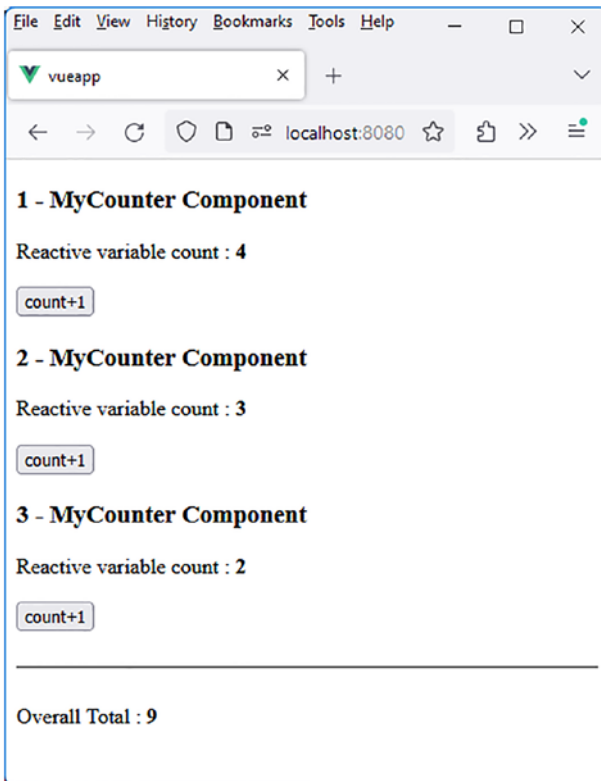 File Edit View History Bookmarks Tools Help
vueapp
localhost:8080
1 - MyCounter Component
Reactive variable count : 4
count+1
2 - MyCounter Component
Reactive variable count : 3
count+1
3 - MyCounter Component
Reactive variable count : 2
count+1
Overall Total : 9